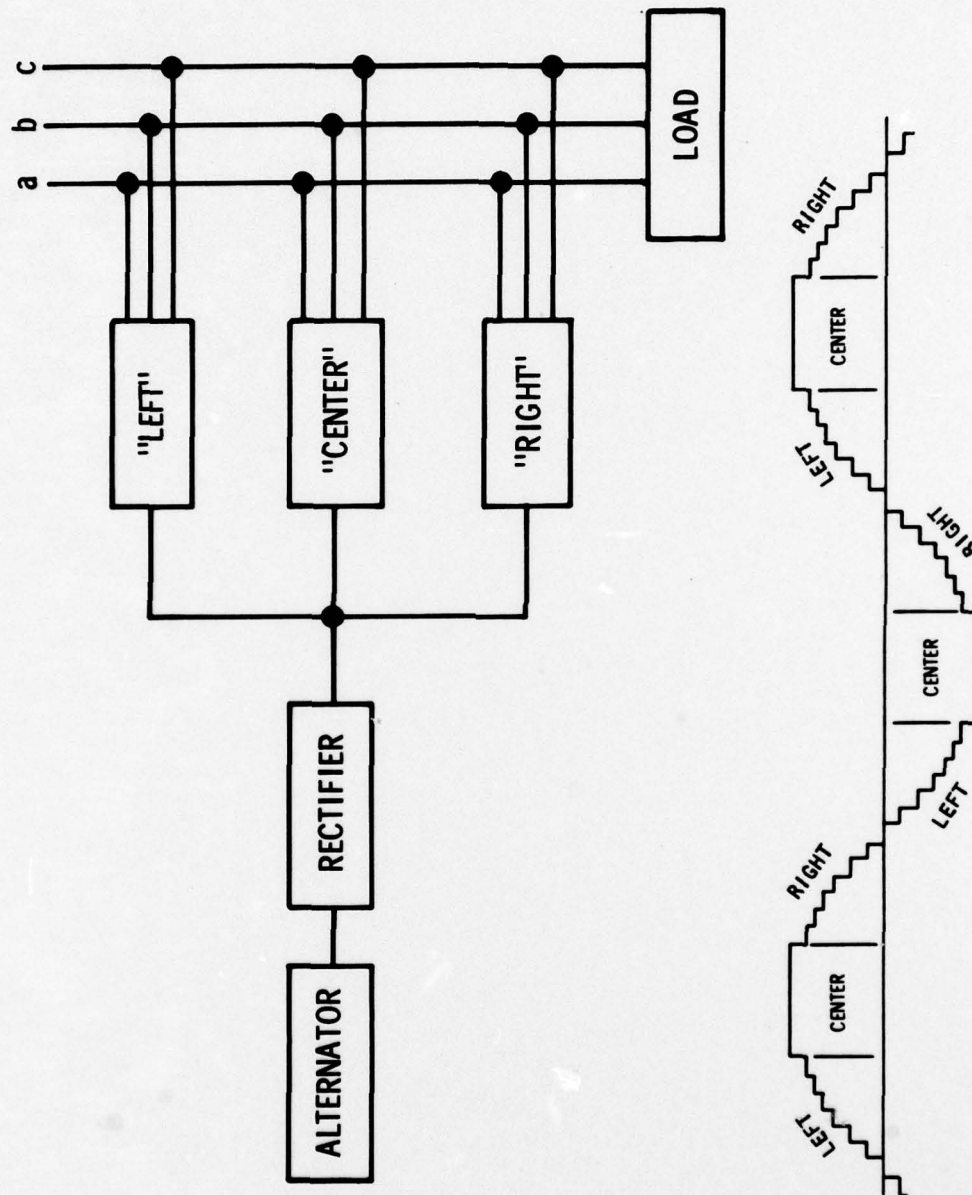 a
b
c
"LEFT"
ALTERNATOR
RECTIFIER
"CENTER"
"RIGHT"
LOAD
LEFT
CENTER
RIGHT
LEFT
CENTER
RIGHT
LEFT
CENTER
RIGHT